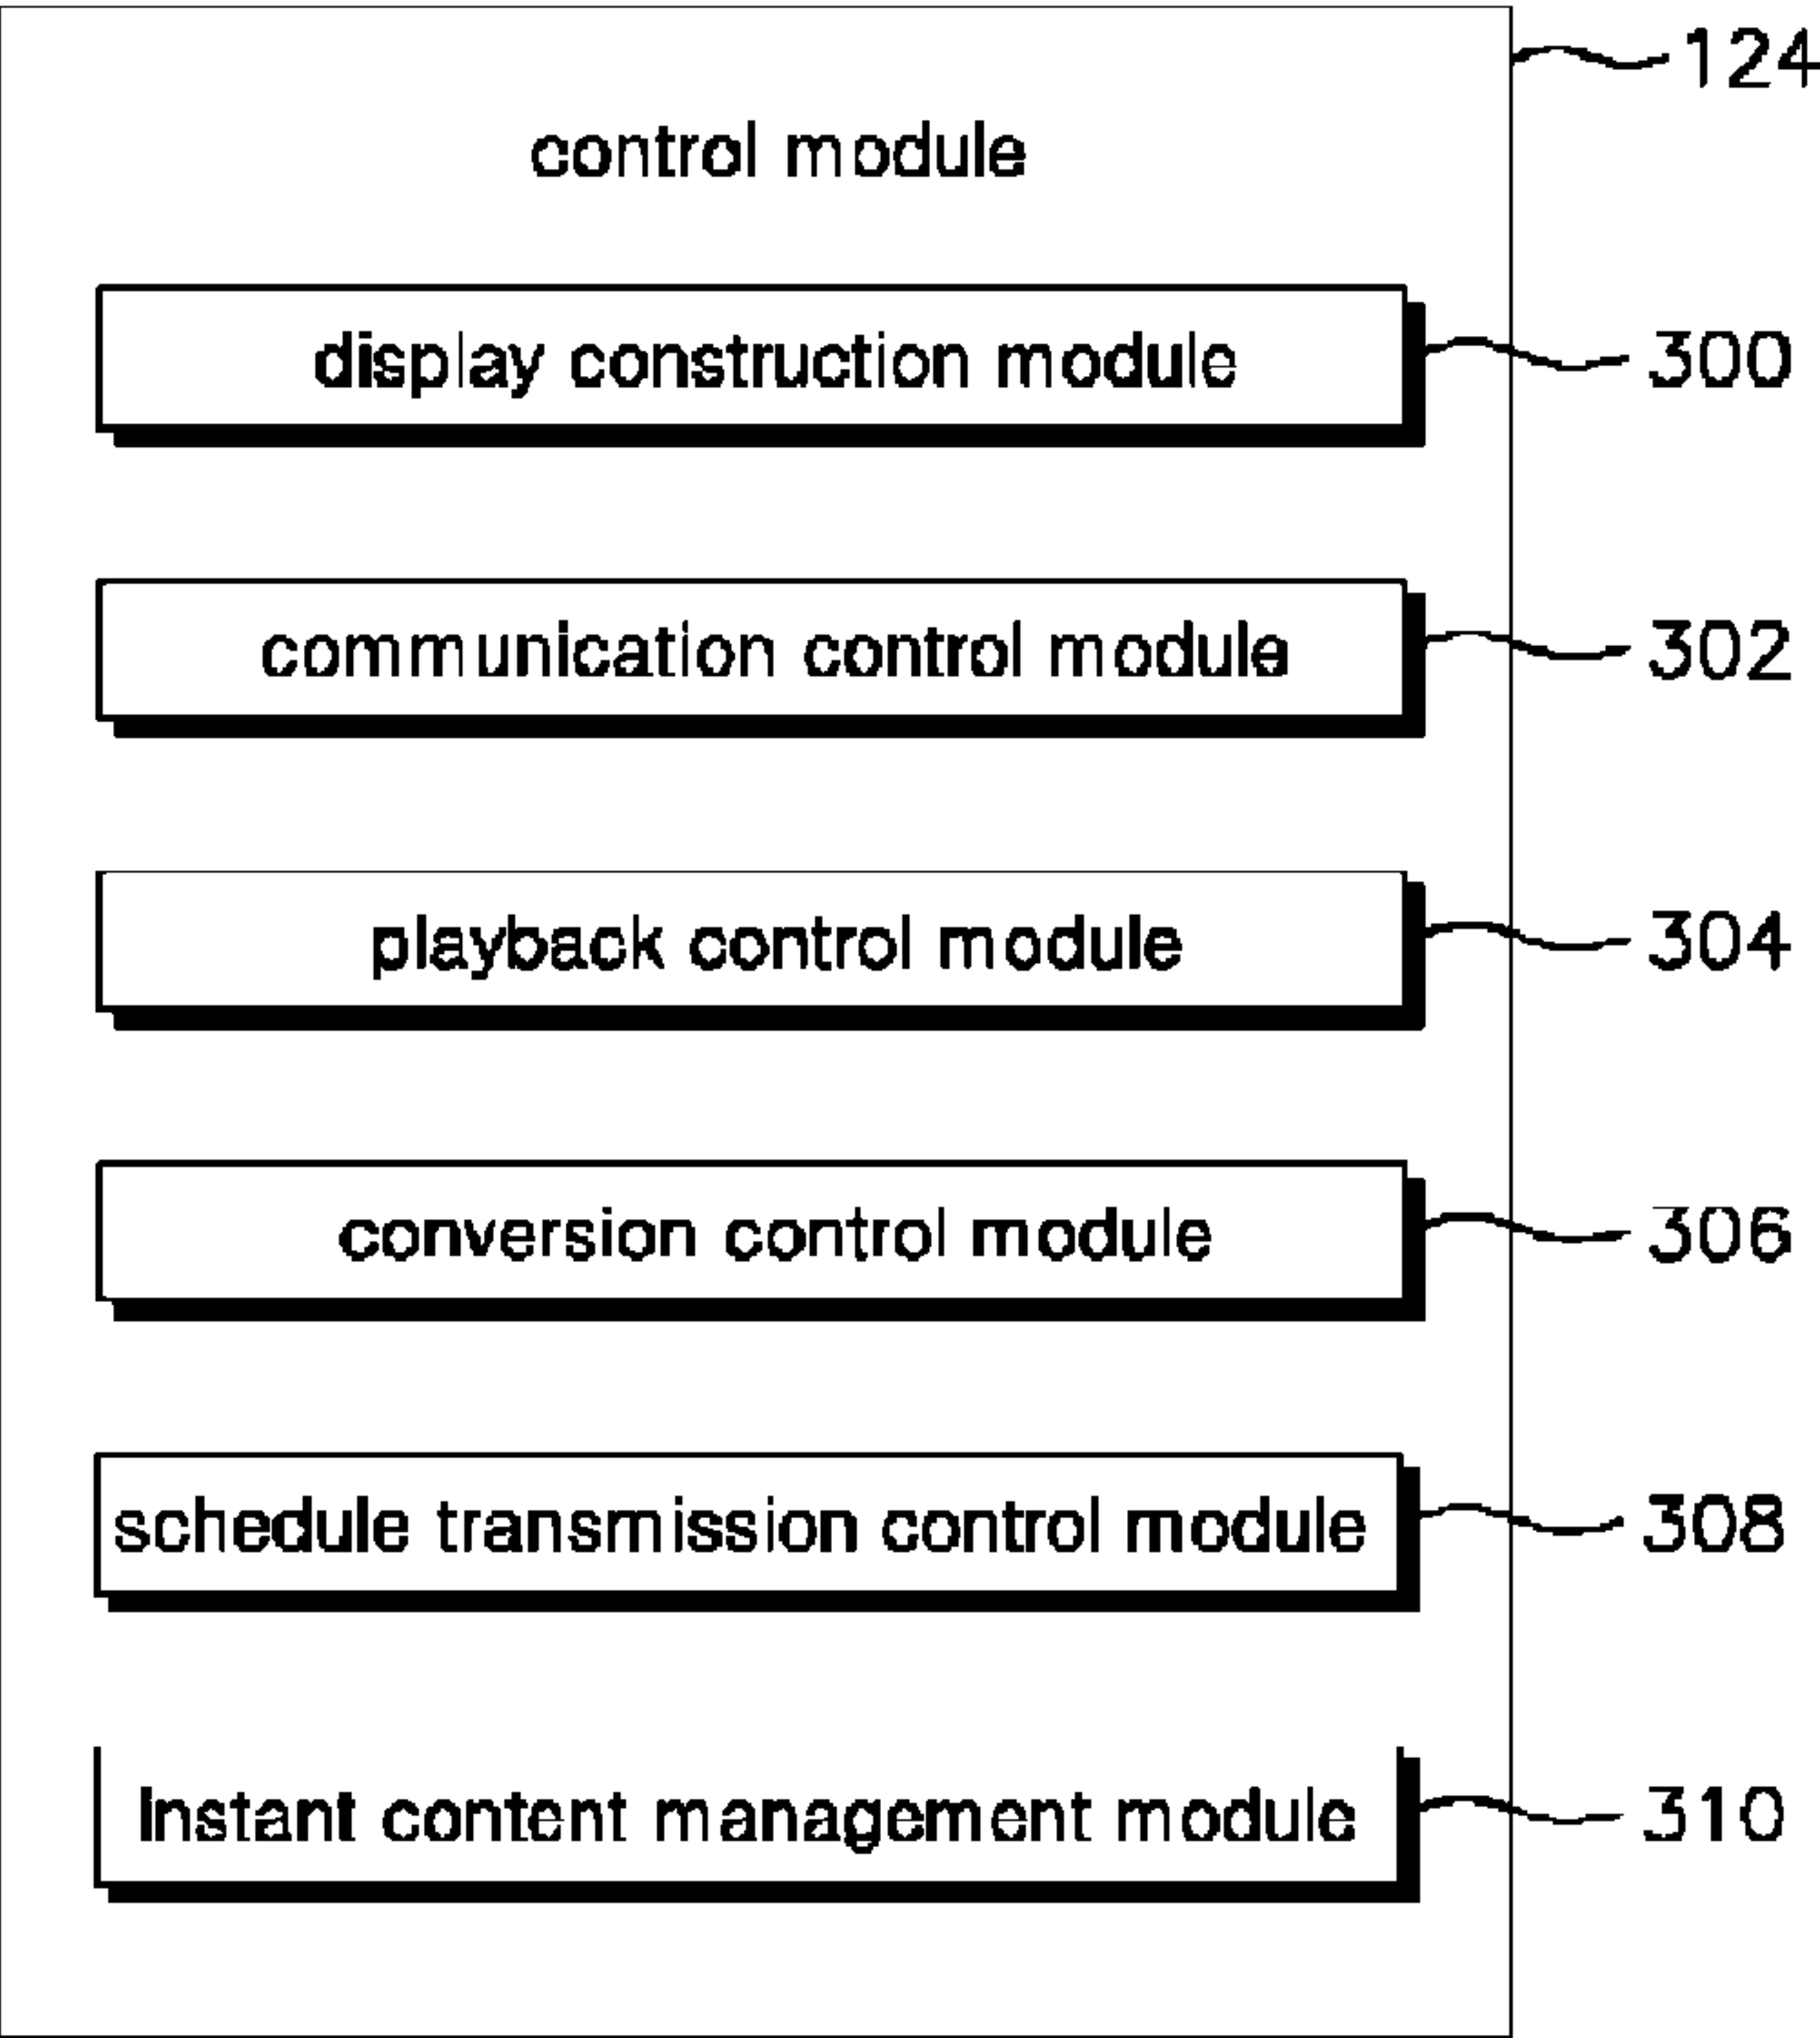 124
control module
display construction module 300
communication control module 302
playback control module 304
conversion control module 306
schedule transmission control module 308
Instant content management module 310